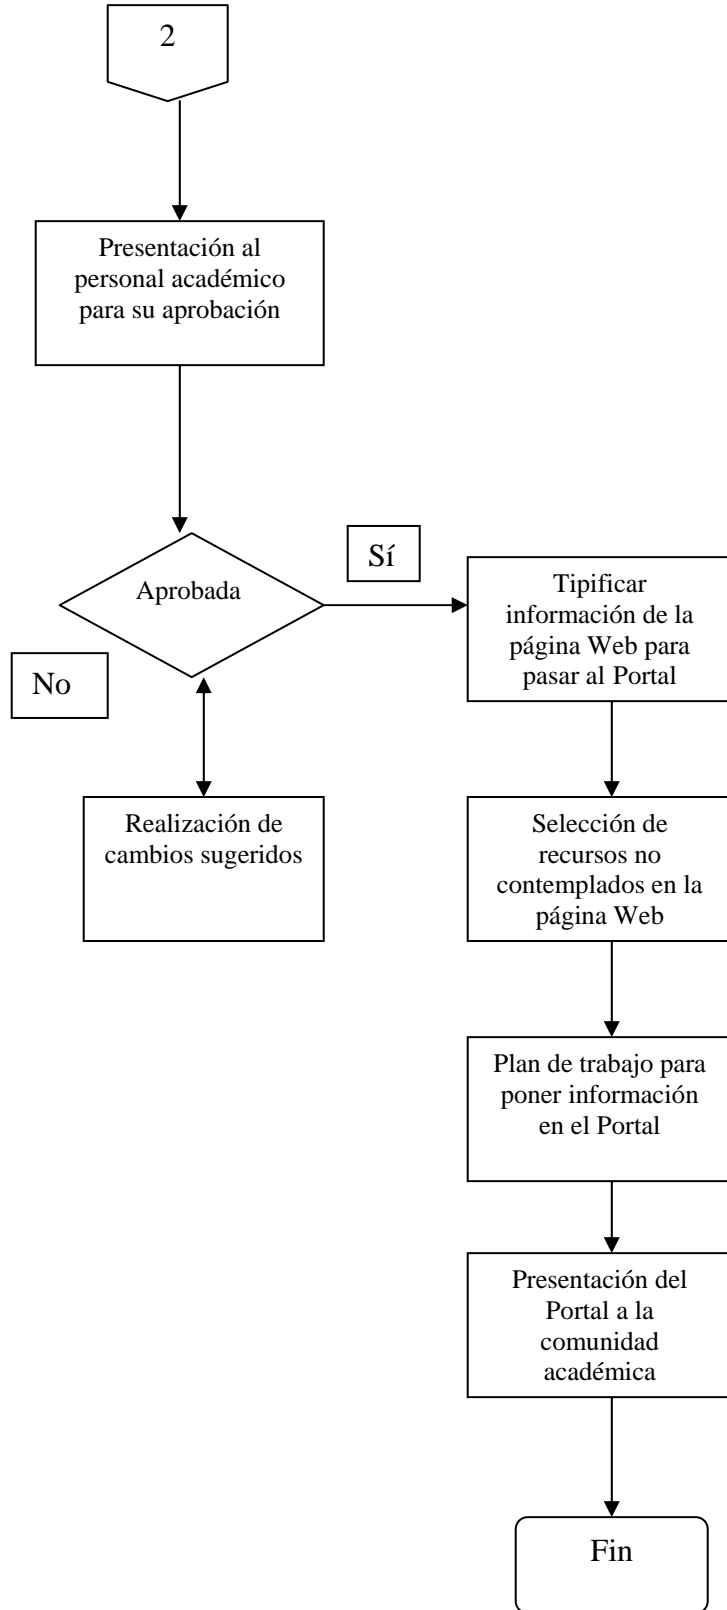 2
Presentación al
personal académico
para su aprobación
Aprobada
Sí
No
Realización de
cambios sugeridos
Tipificar
información de la
página Web para
pasar al Portal
Selección de
recursos no
contemplados en la
página Web
Plan de trabajo para
poner información
en el Portal
Presentación del
Portal a la
comunidad
académica
Fin